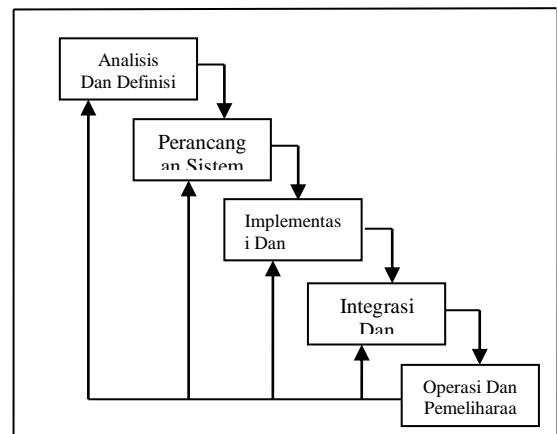 Analisis
Dan Definisi
Perancang
an Sistem
Implementas
i Dan
Integrasi
Dan
Operasi Dan
Pemeliharaa